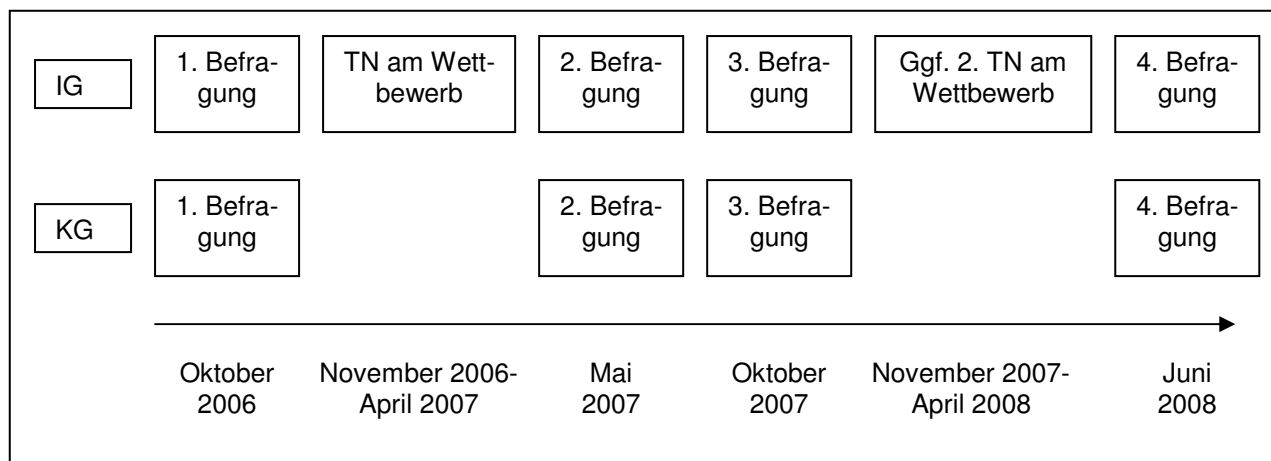 IG
1. Befra-
gung
TN am Wett-
bewerb
2. Befra-
gung
3. Befra-
gung
Ggf. 2. TN am
Wettbewerb
4. Befra-
gung
KG
1. Befra-
gung
2. Befra-
gung
3. Befra-
gung
4. Befra-
gung
Oktober
2006
November 2006-
April 2007
Mai
2007
Oktober
2007
November 2007-
April 2008
Juni
2008